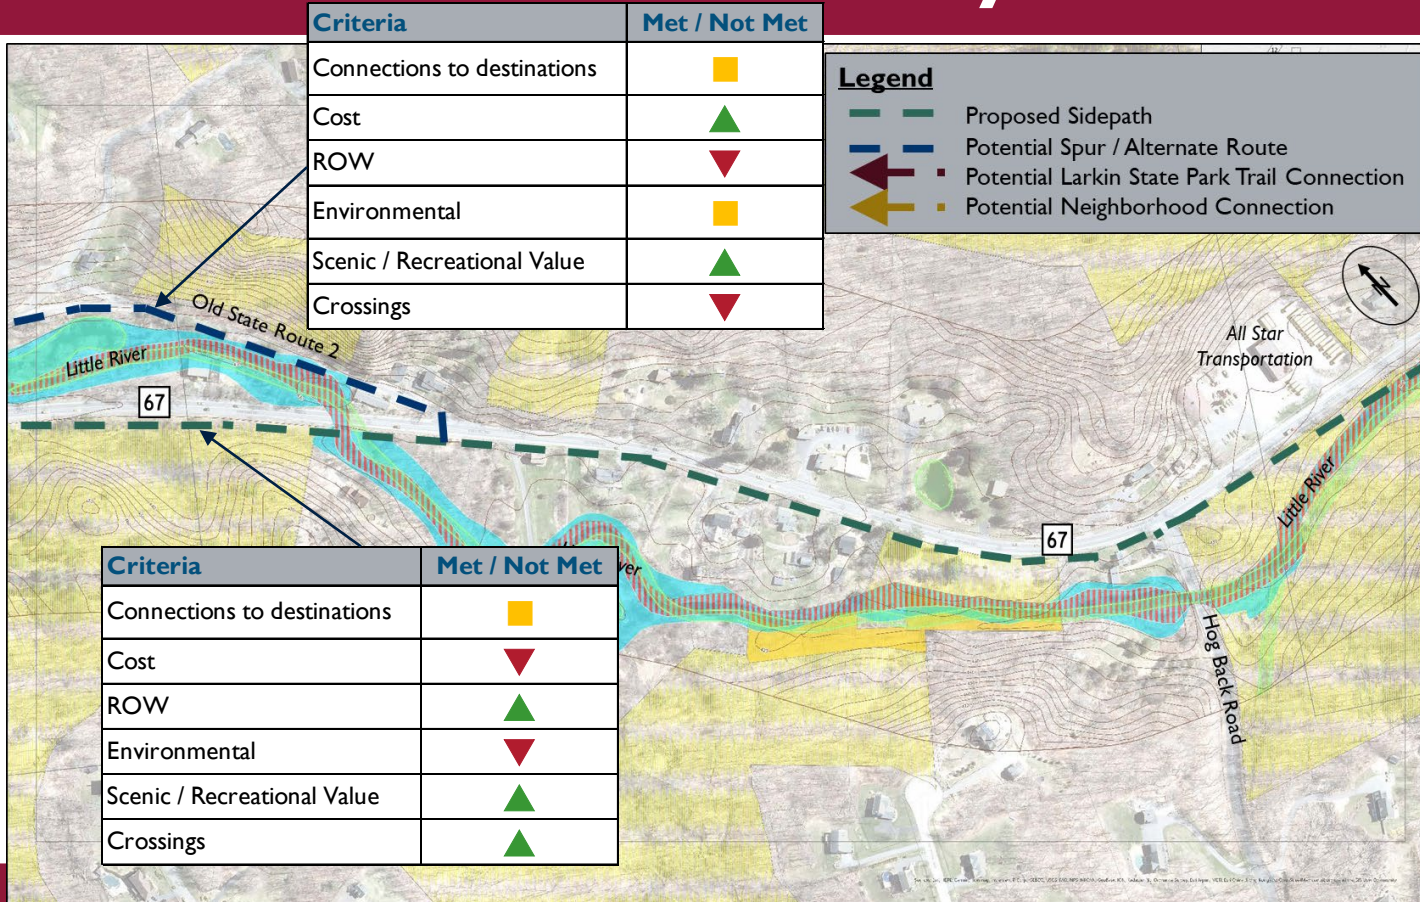 Criteria Met / Not Met
Connections to destinations
Cost
ROW
Environmental
Scenic / Recreational Value
Crossings
Legend
Proposed Sidepath
Potential Spur / Alternate Route
Potential Larkin State Park Trail Connection
Potential Neighborhood Connection
N
Old State Route 2
All Star
Transportation
Little River
67
Little River
67
ver
Hog Back Road
Criteria Met / Not Met
Connections to destinations
Cost
ROW
Environmental
Scenic / Recreational Value
Crossings